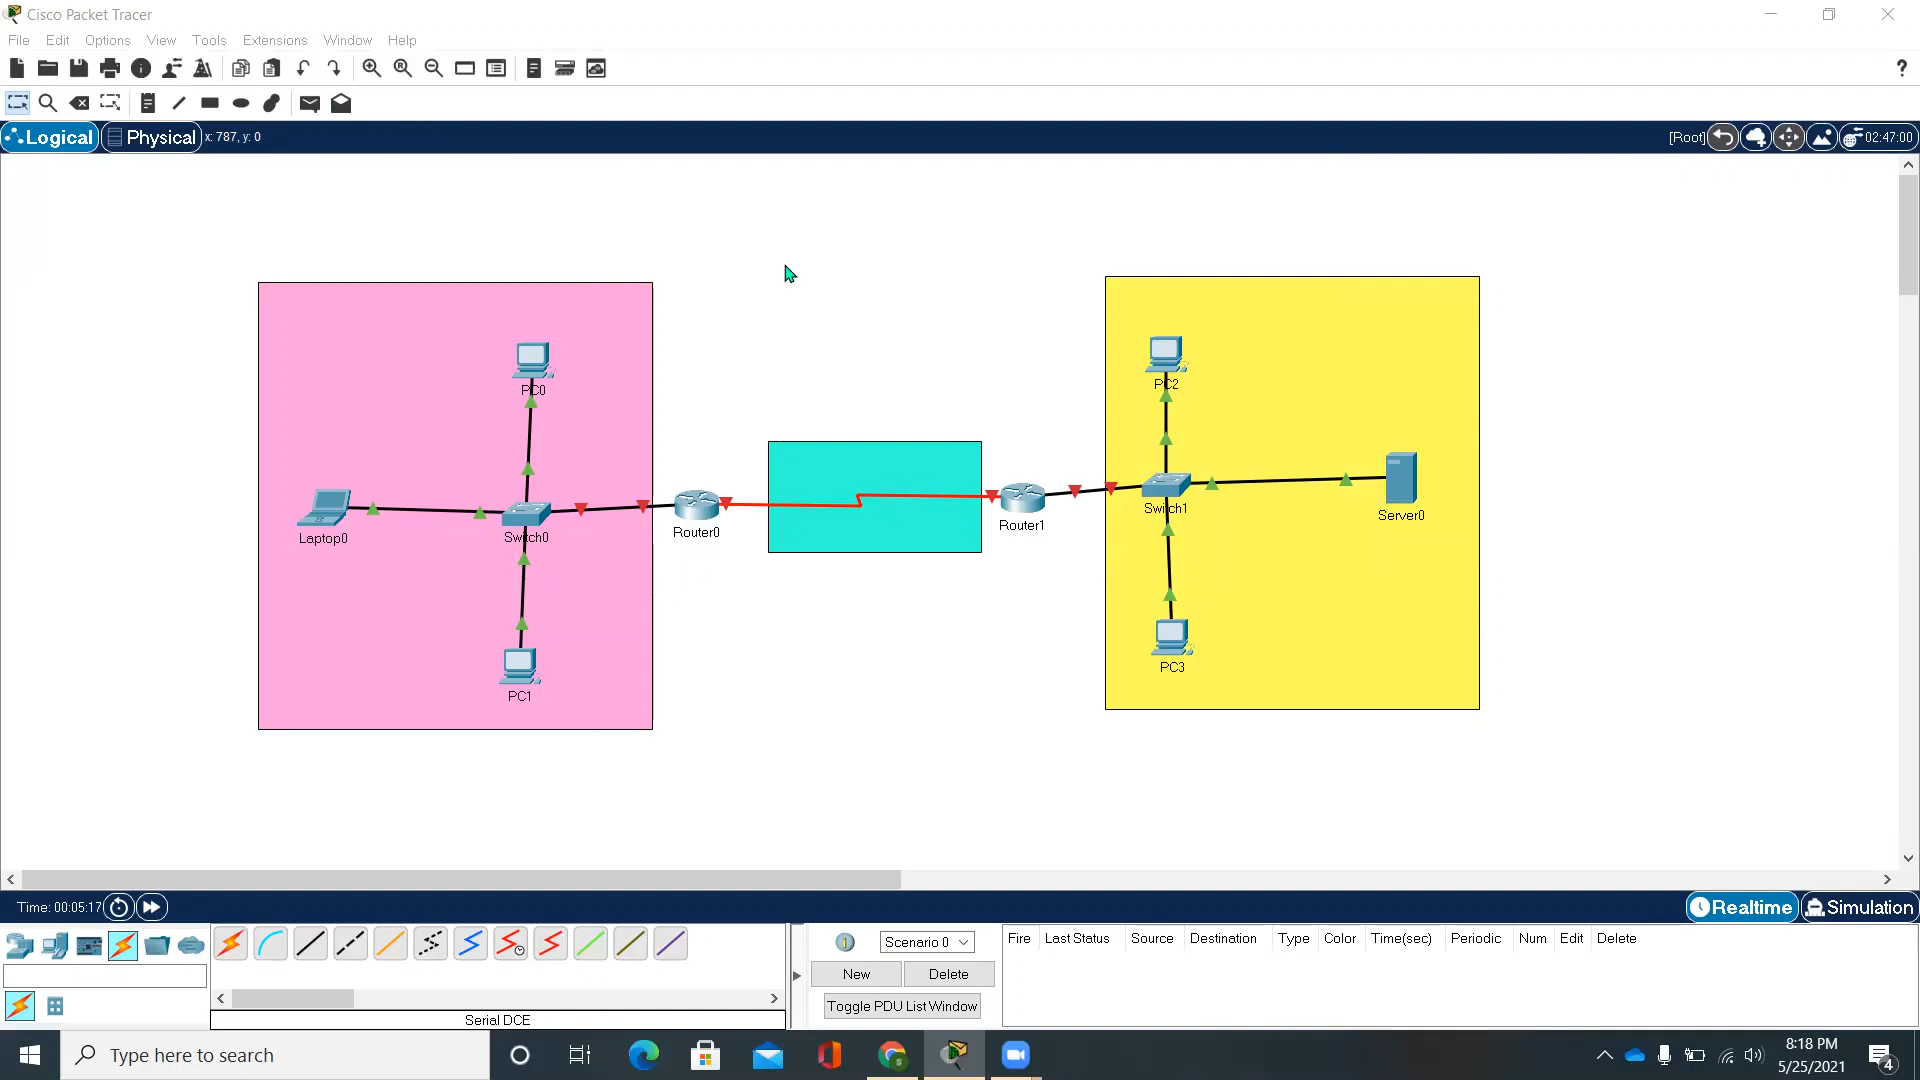 Cisco Packet Tracer
File Edit Options View Tools Extensions Window Help
?
Logical Physical x: 787, y: 0 [Root] 02:47:00
PC0
Laptop0
Switch0
PC1
Router0
Router1
PC2
Switch1
Server0
PC3
Time: 00:05:17 Realtime Simulation
Scenario 0
New Delete
Toggle PDU List Window
Fire Last Status Source Destination Type Color Time(sec) Periodic Num Edit Delete
Serial DCE
Type here to search
8:18 PM
5/25/2021
4